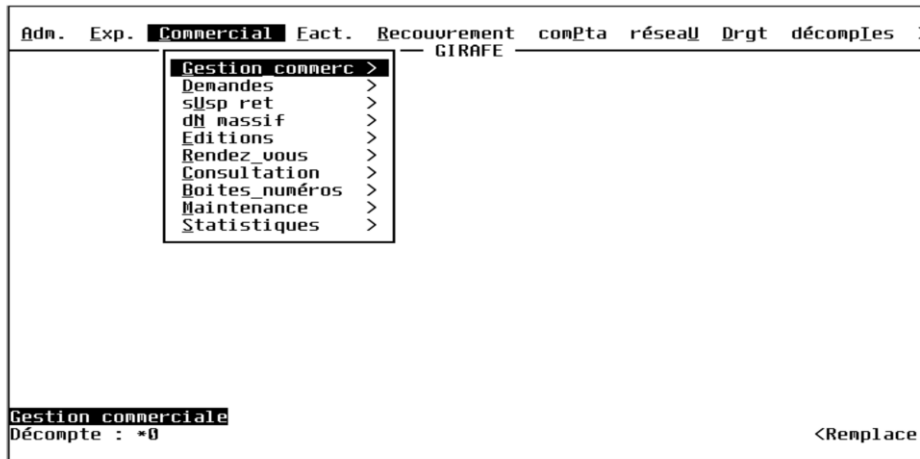 Adm. Exp. Commercial Fact. Recouvrement comPta réseaU Drgt décompIes
GIRAFE
Gestion commerc >
Demandes >
sUsp ret >
dN massif >
Editions >
Rendez_vous >
Consultation >
Boites_numéros >
Maintenance >
Statistiques >
Gestion commerciale
Décompte : *0
<Remplace